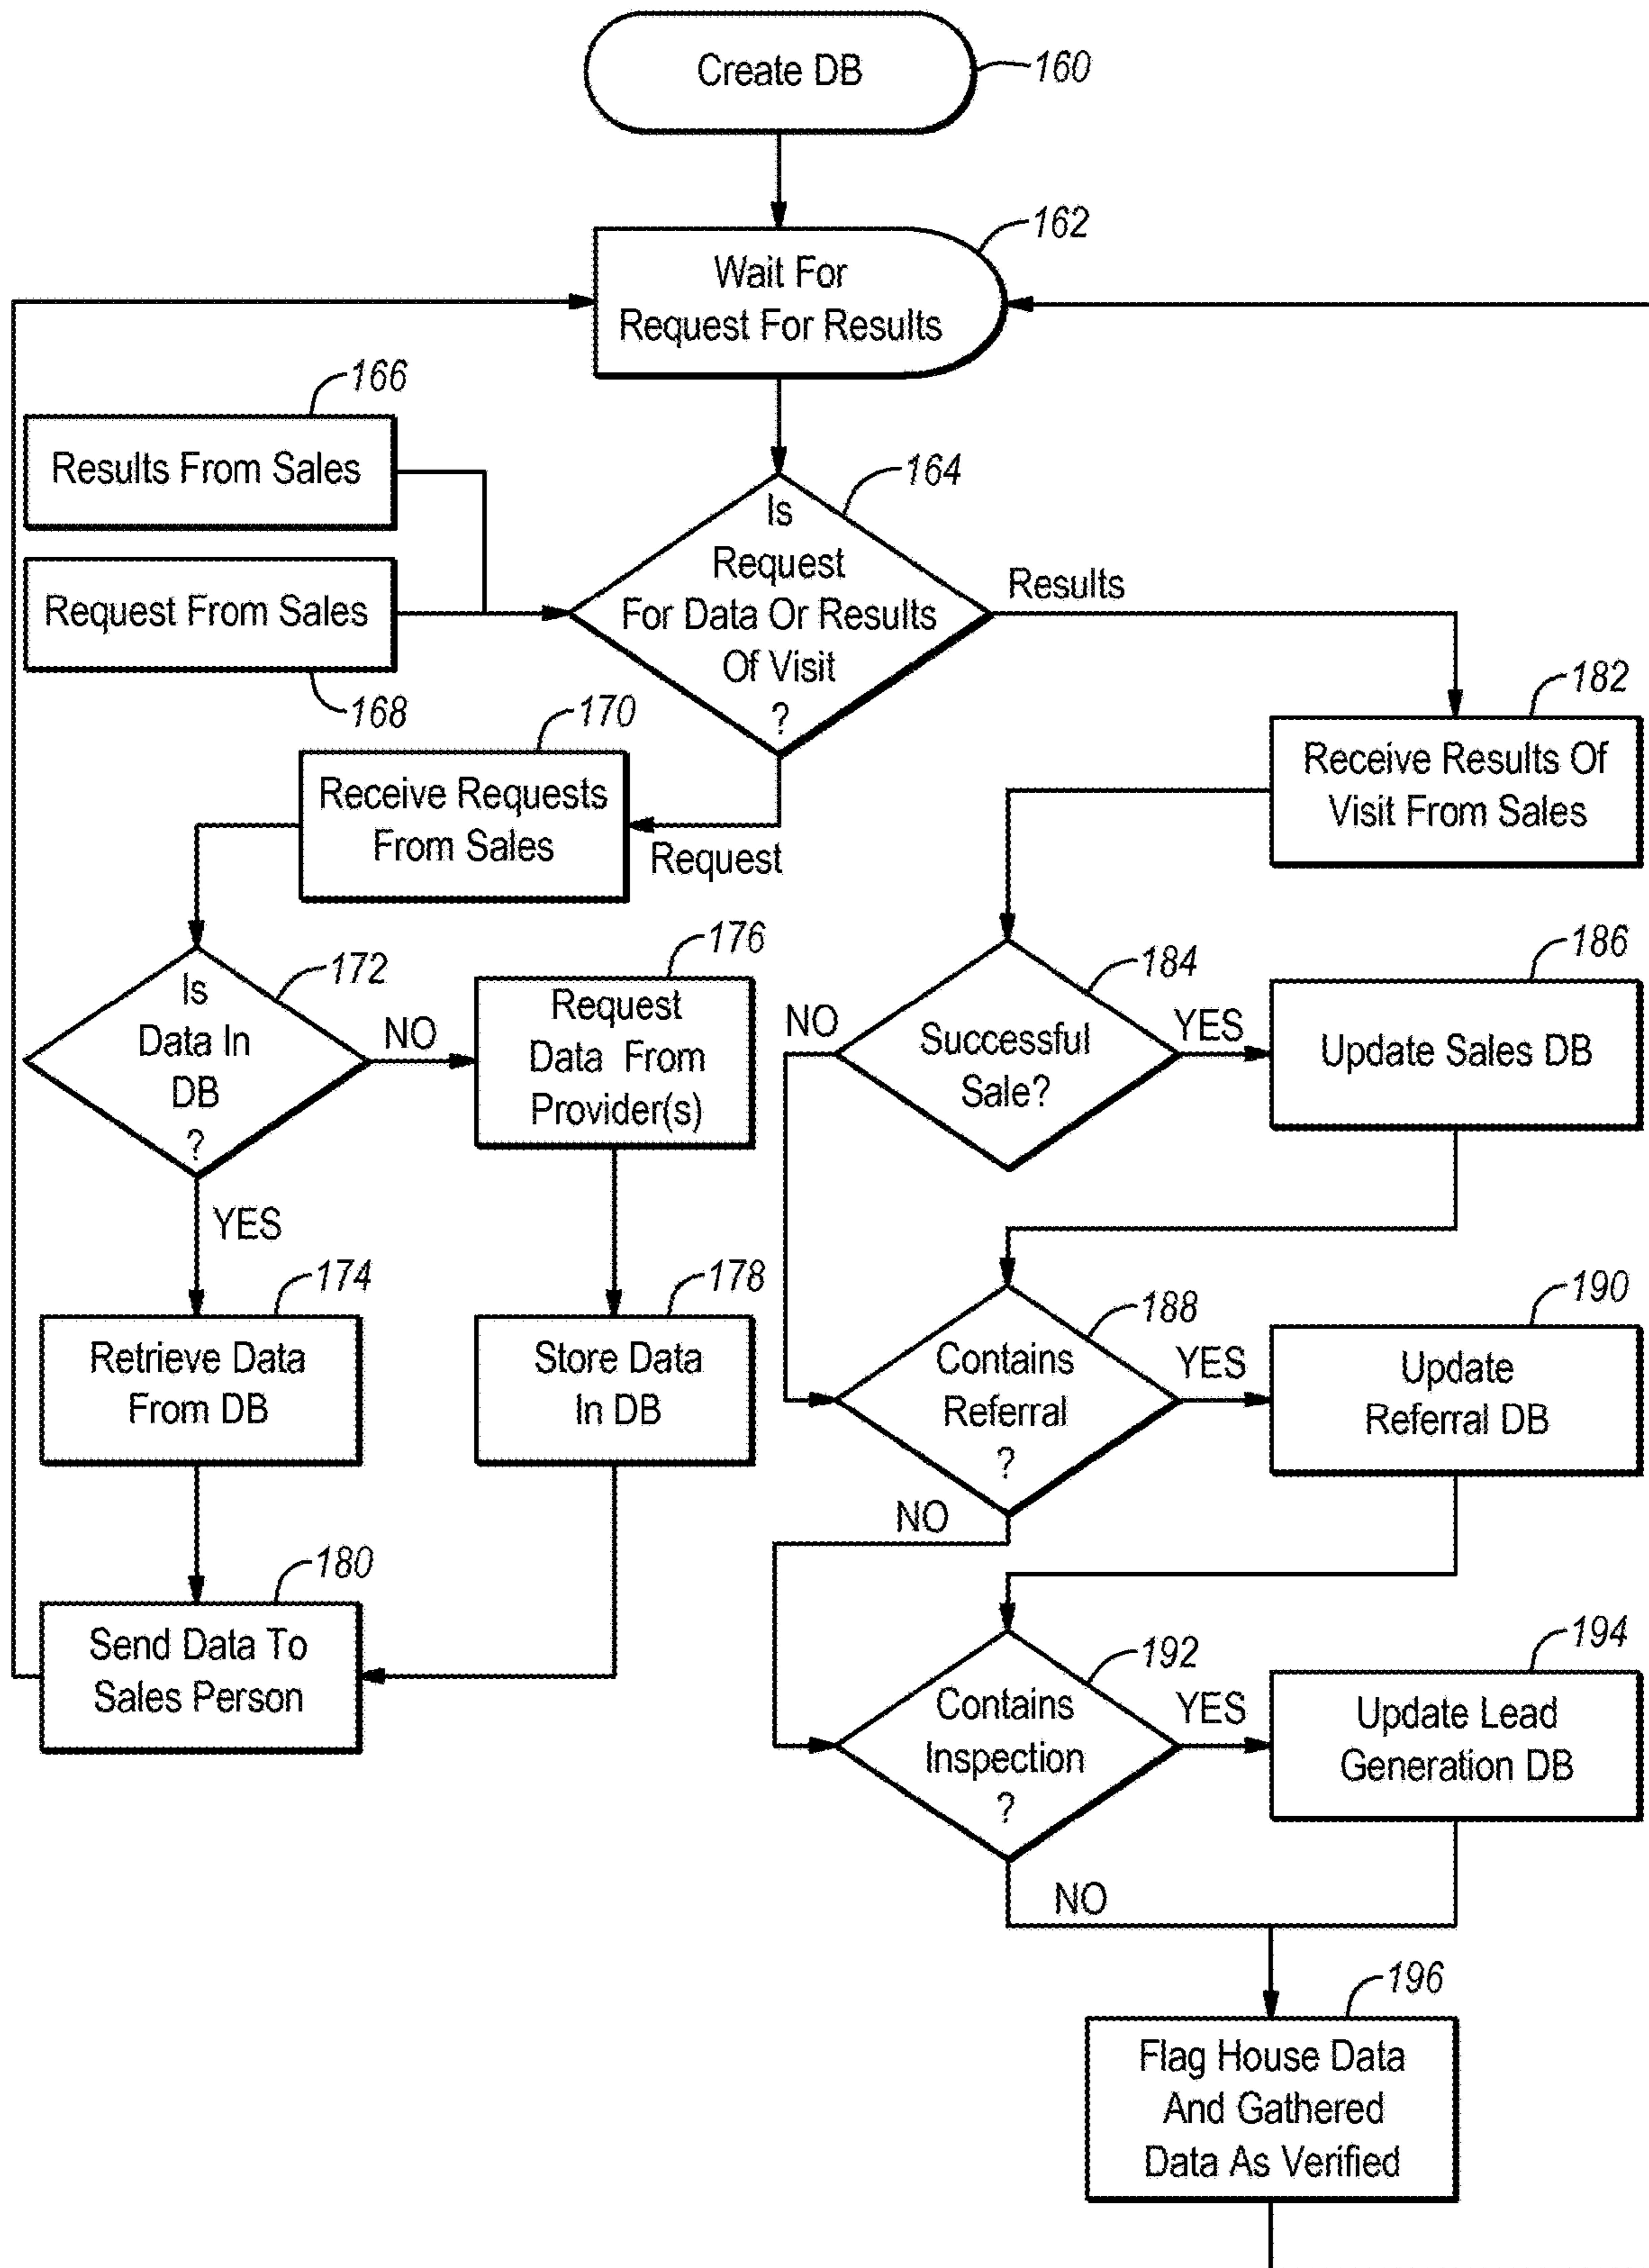 Create DB
160
162
Wait For
Request For Results
166
Results From Sales
164
Is
Request
For Data Or Results
Of Visit
?
Results
Request From Sales
168
170
Receive Requests
From Sales
Request
182
Receive Results Of
Visit From Sales
172
Is
Data In
DB
?
NO
176
Request
Data From
Provider(s)
YES
174
Retrieve Data
From DB
178
Store Data
In DB
180
Send Data To
Sales Person
184
NO
Successful
Sale?
YES
186
Update Sales DB
188
Contains
Referral
?
YES
190
Update
Referral DB
NO
192
Contains
Inspection
?
YES
194
Update Lead
Generation DB
NO
196
Flag House Data
And Gathered
Data As Verified